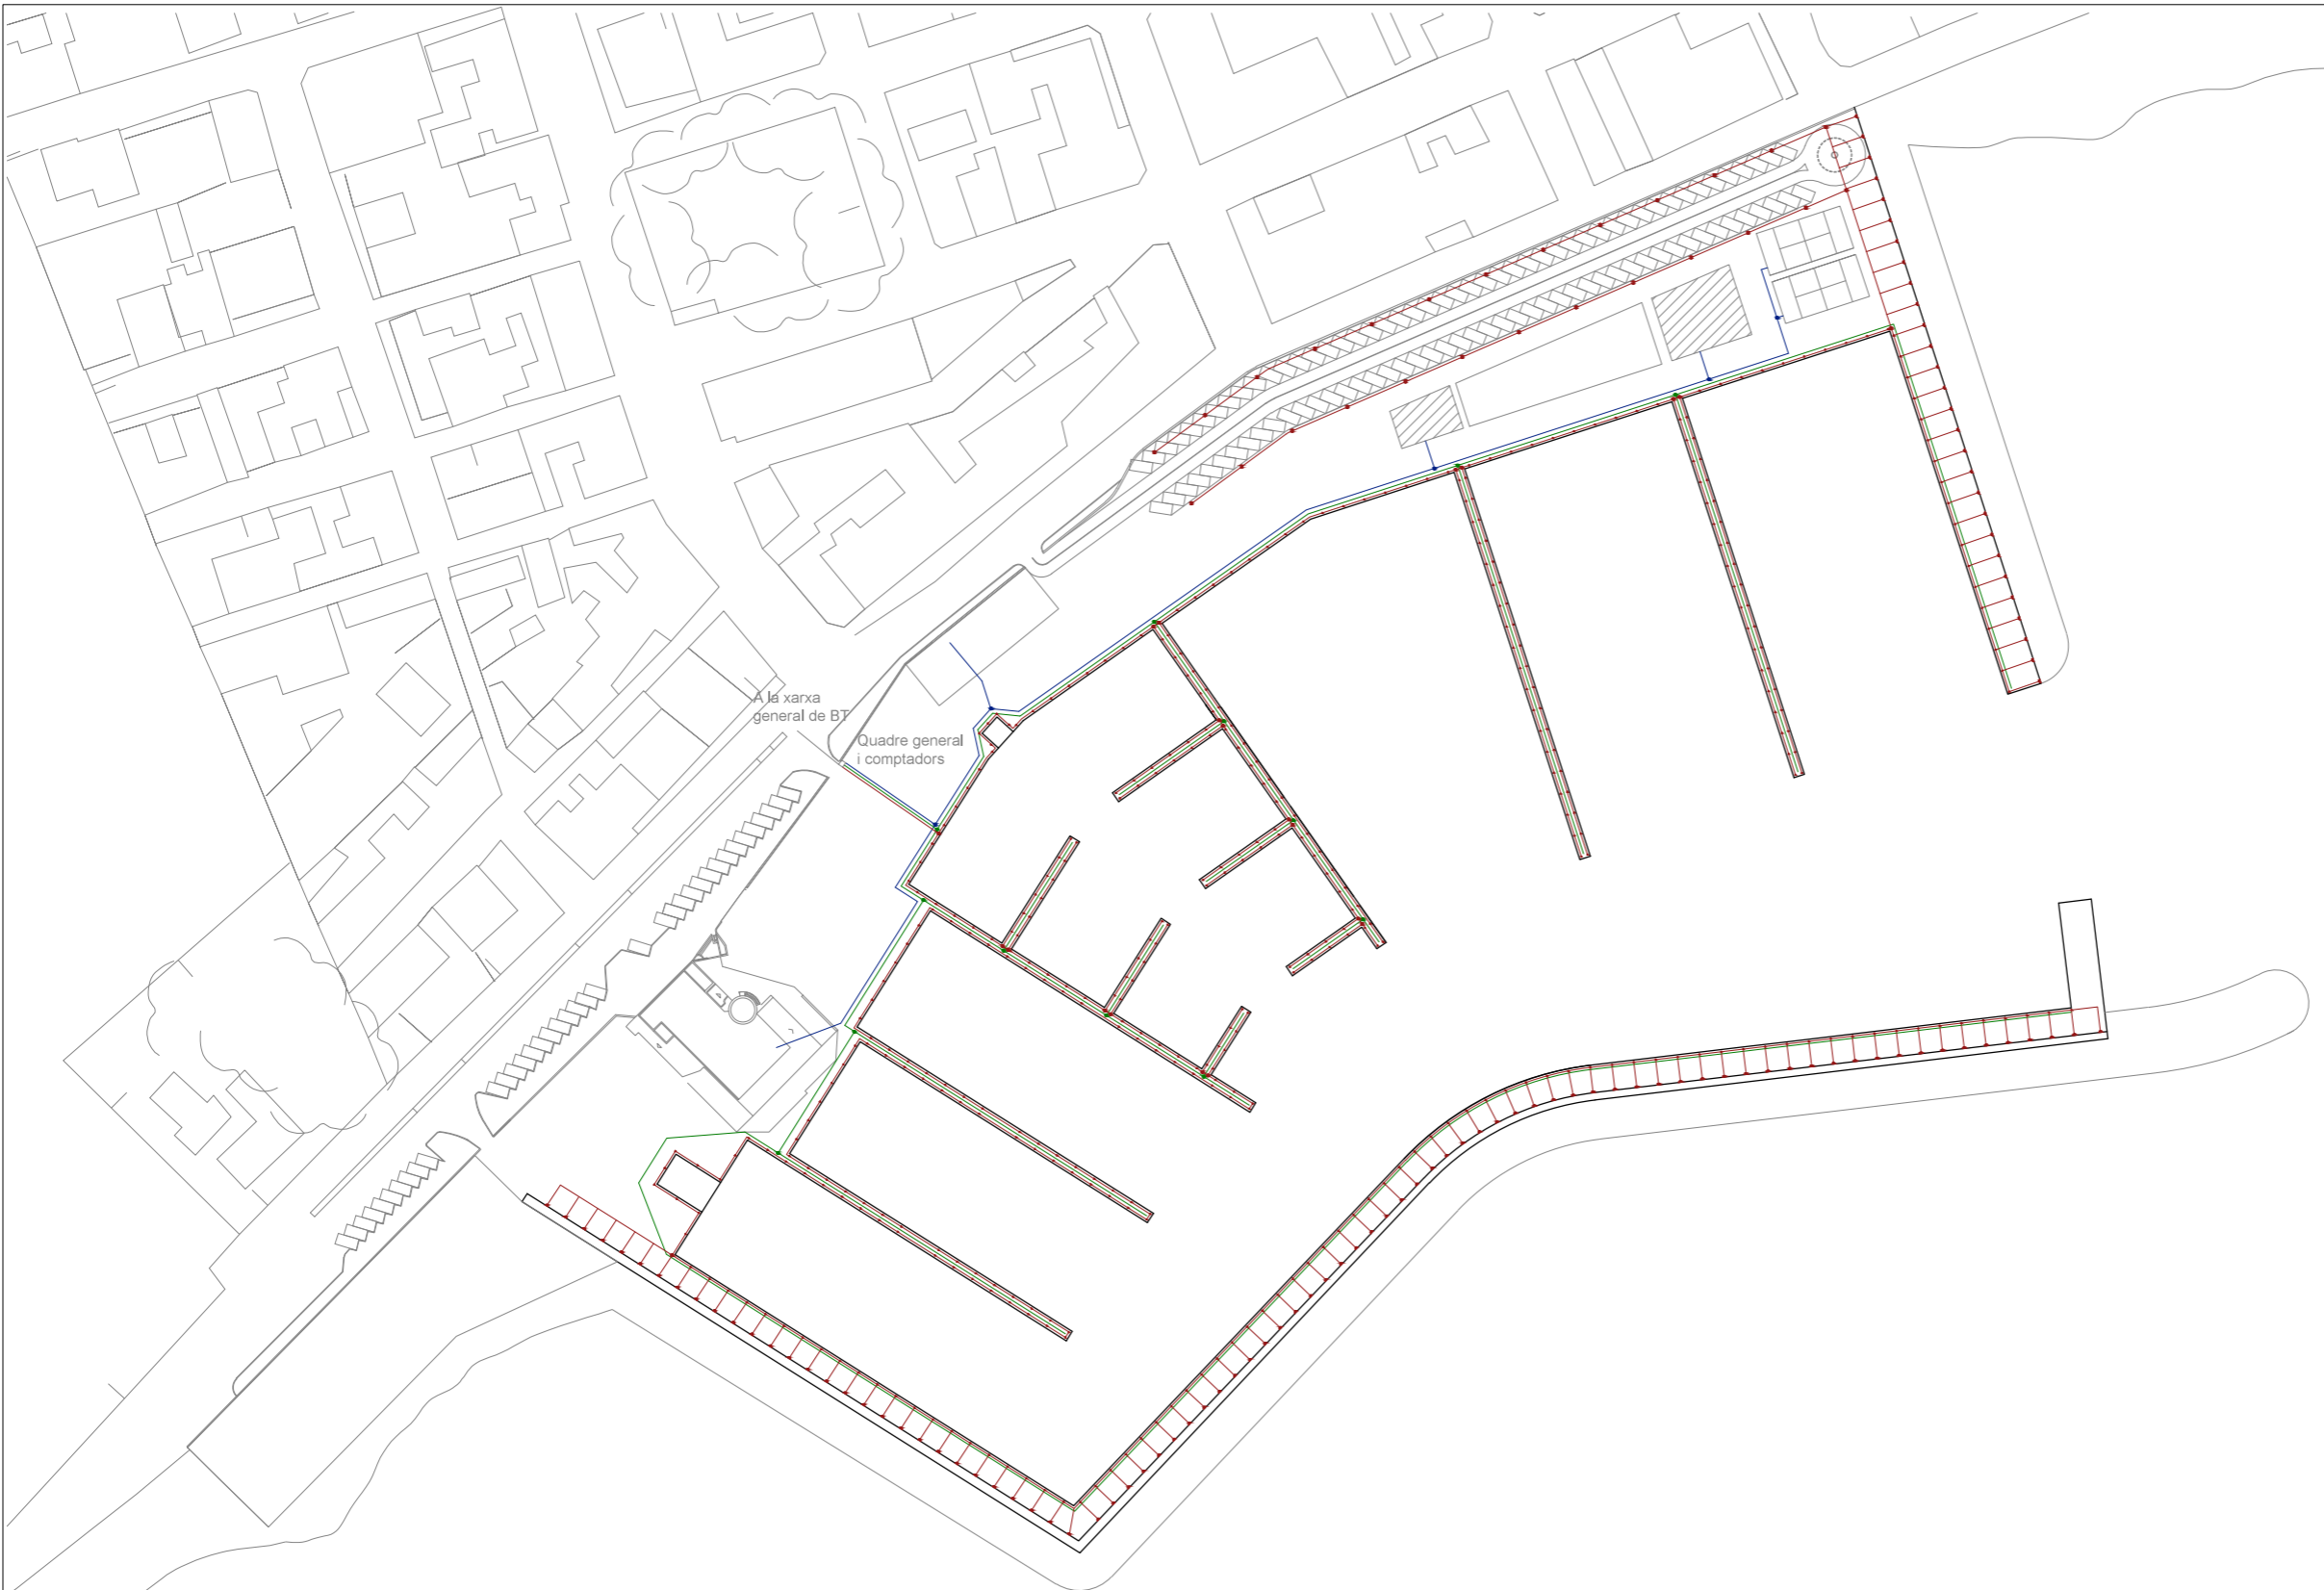 A la xarxa
general de BT
Quadre general
i comptadors